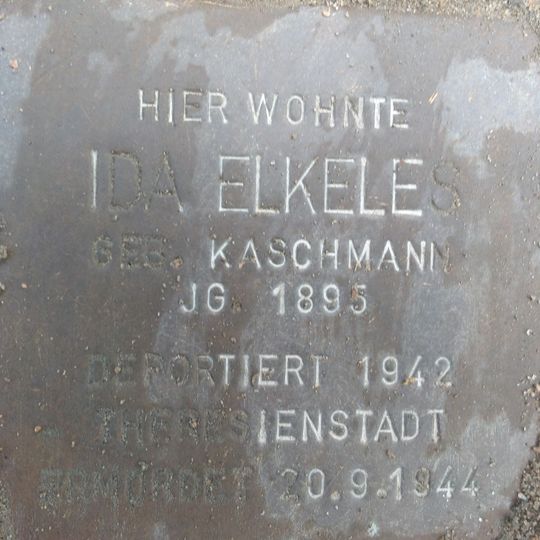 HIER WOHNTE
IDA ELKELES
GEB. KASCHMANN
JG. 1895
DEPORTIERT 1942
THERESIENSTADT
ERMORDET 20.9.1944